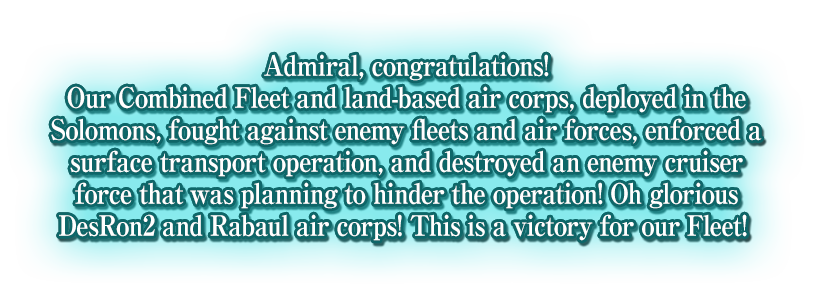 Admiral, congratulations!
Our Combined Fleet and land-based air corps, deployed in the
Solomons, fought against enemy fleets and air forces, enforced a
surface transport operation, and destroyed an enemy cruiser
force that was planning to hinder the operation! Oh glorious
DesRon2 and Rabaul air corps! This is a victory for our Fleet!